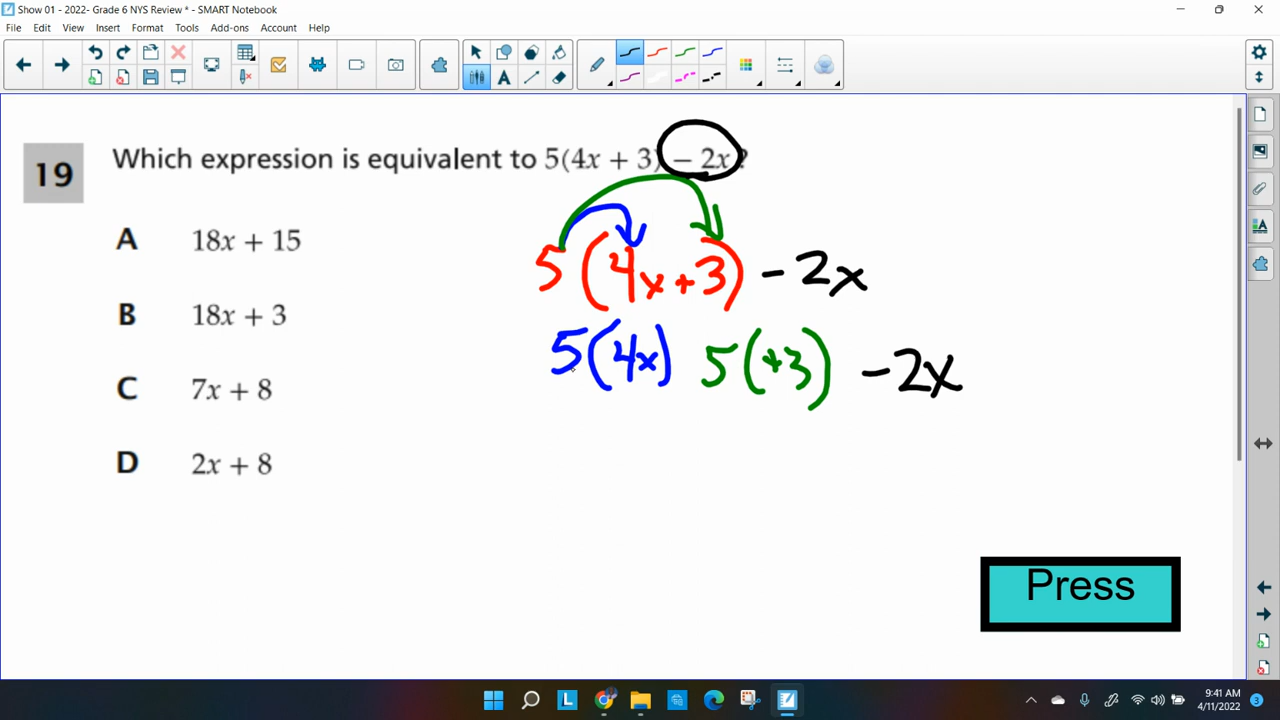 Show 01 - 2022- Grade 6 NYS Review * - SMART Notebook
File Edit View Insert Format Tools Add-ons Account Help
19 Which expression is equivalent to 5(4x + 3) − 2x?
A 18x + 15
B 18x + 3
C 7x + 8
D 2x + 8
5(4x+3) -2x
5(4x) 5(+3) -2x
Press
9:41 AM
4/11/2022
3